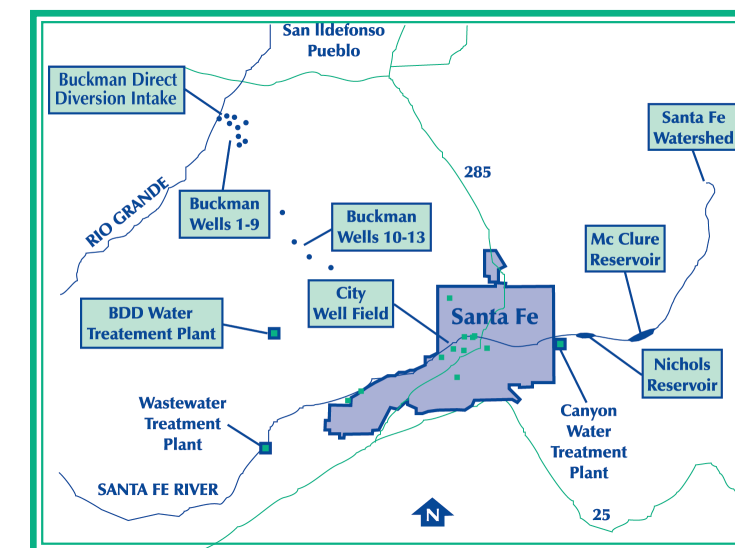 San Ildefonso
Pueblo
Buckman Direct
Diversion Intake
Santa Fe
Watershed
285
RIO GRANDE
Buckman
Wells 1-9
Buckman
Wells 10-13
Mc Clure
Reservoir
City
Well Field
BDD Water
Treatement Plant
Santa Fe
Nichols
Reservoir
Wastewater
Treatment
Plant
Canyon
Water
Treatment
Plant
SANTA FE RIVER
N
25